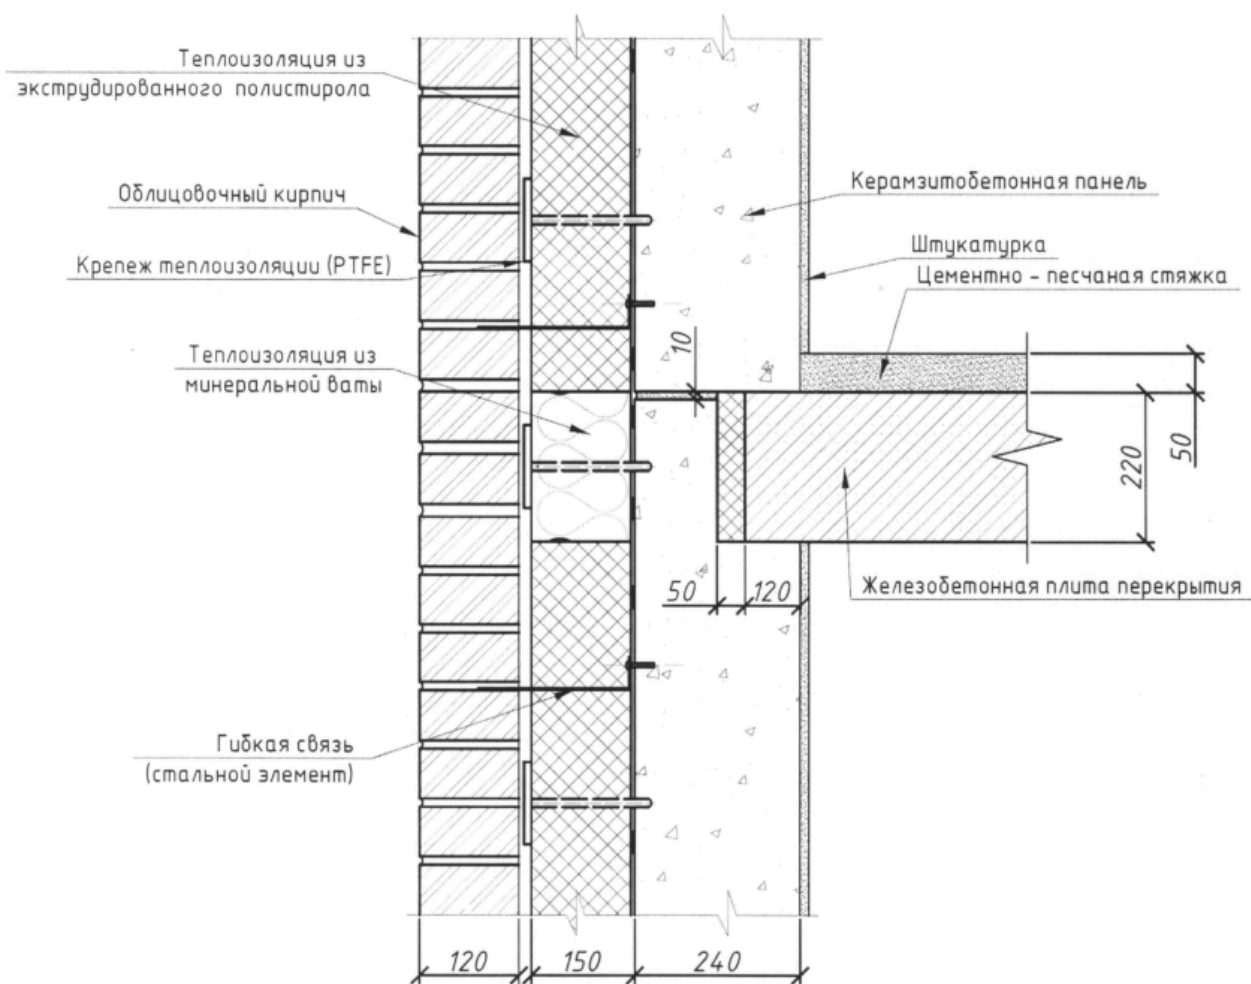 Теплоизоляция из
экструдированного полистирола
Облицовочный кирпич
Крепеж теплоизоляции (PTFE)
Теплоизоляция из
минеральной ваты
Гибкая связь
(стальной элемент)
Керамзитобетонная панель
Штукатурка
Цементно - песчаная стяжка
10
50
220
50
120
Железобетонная плита перекрытия
120
150
240